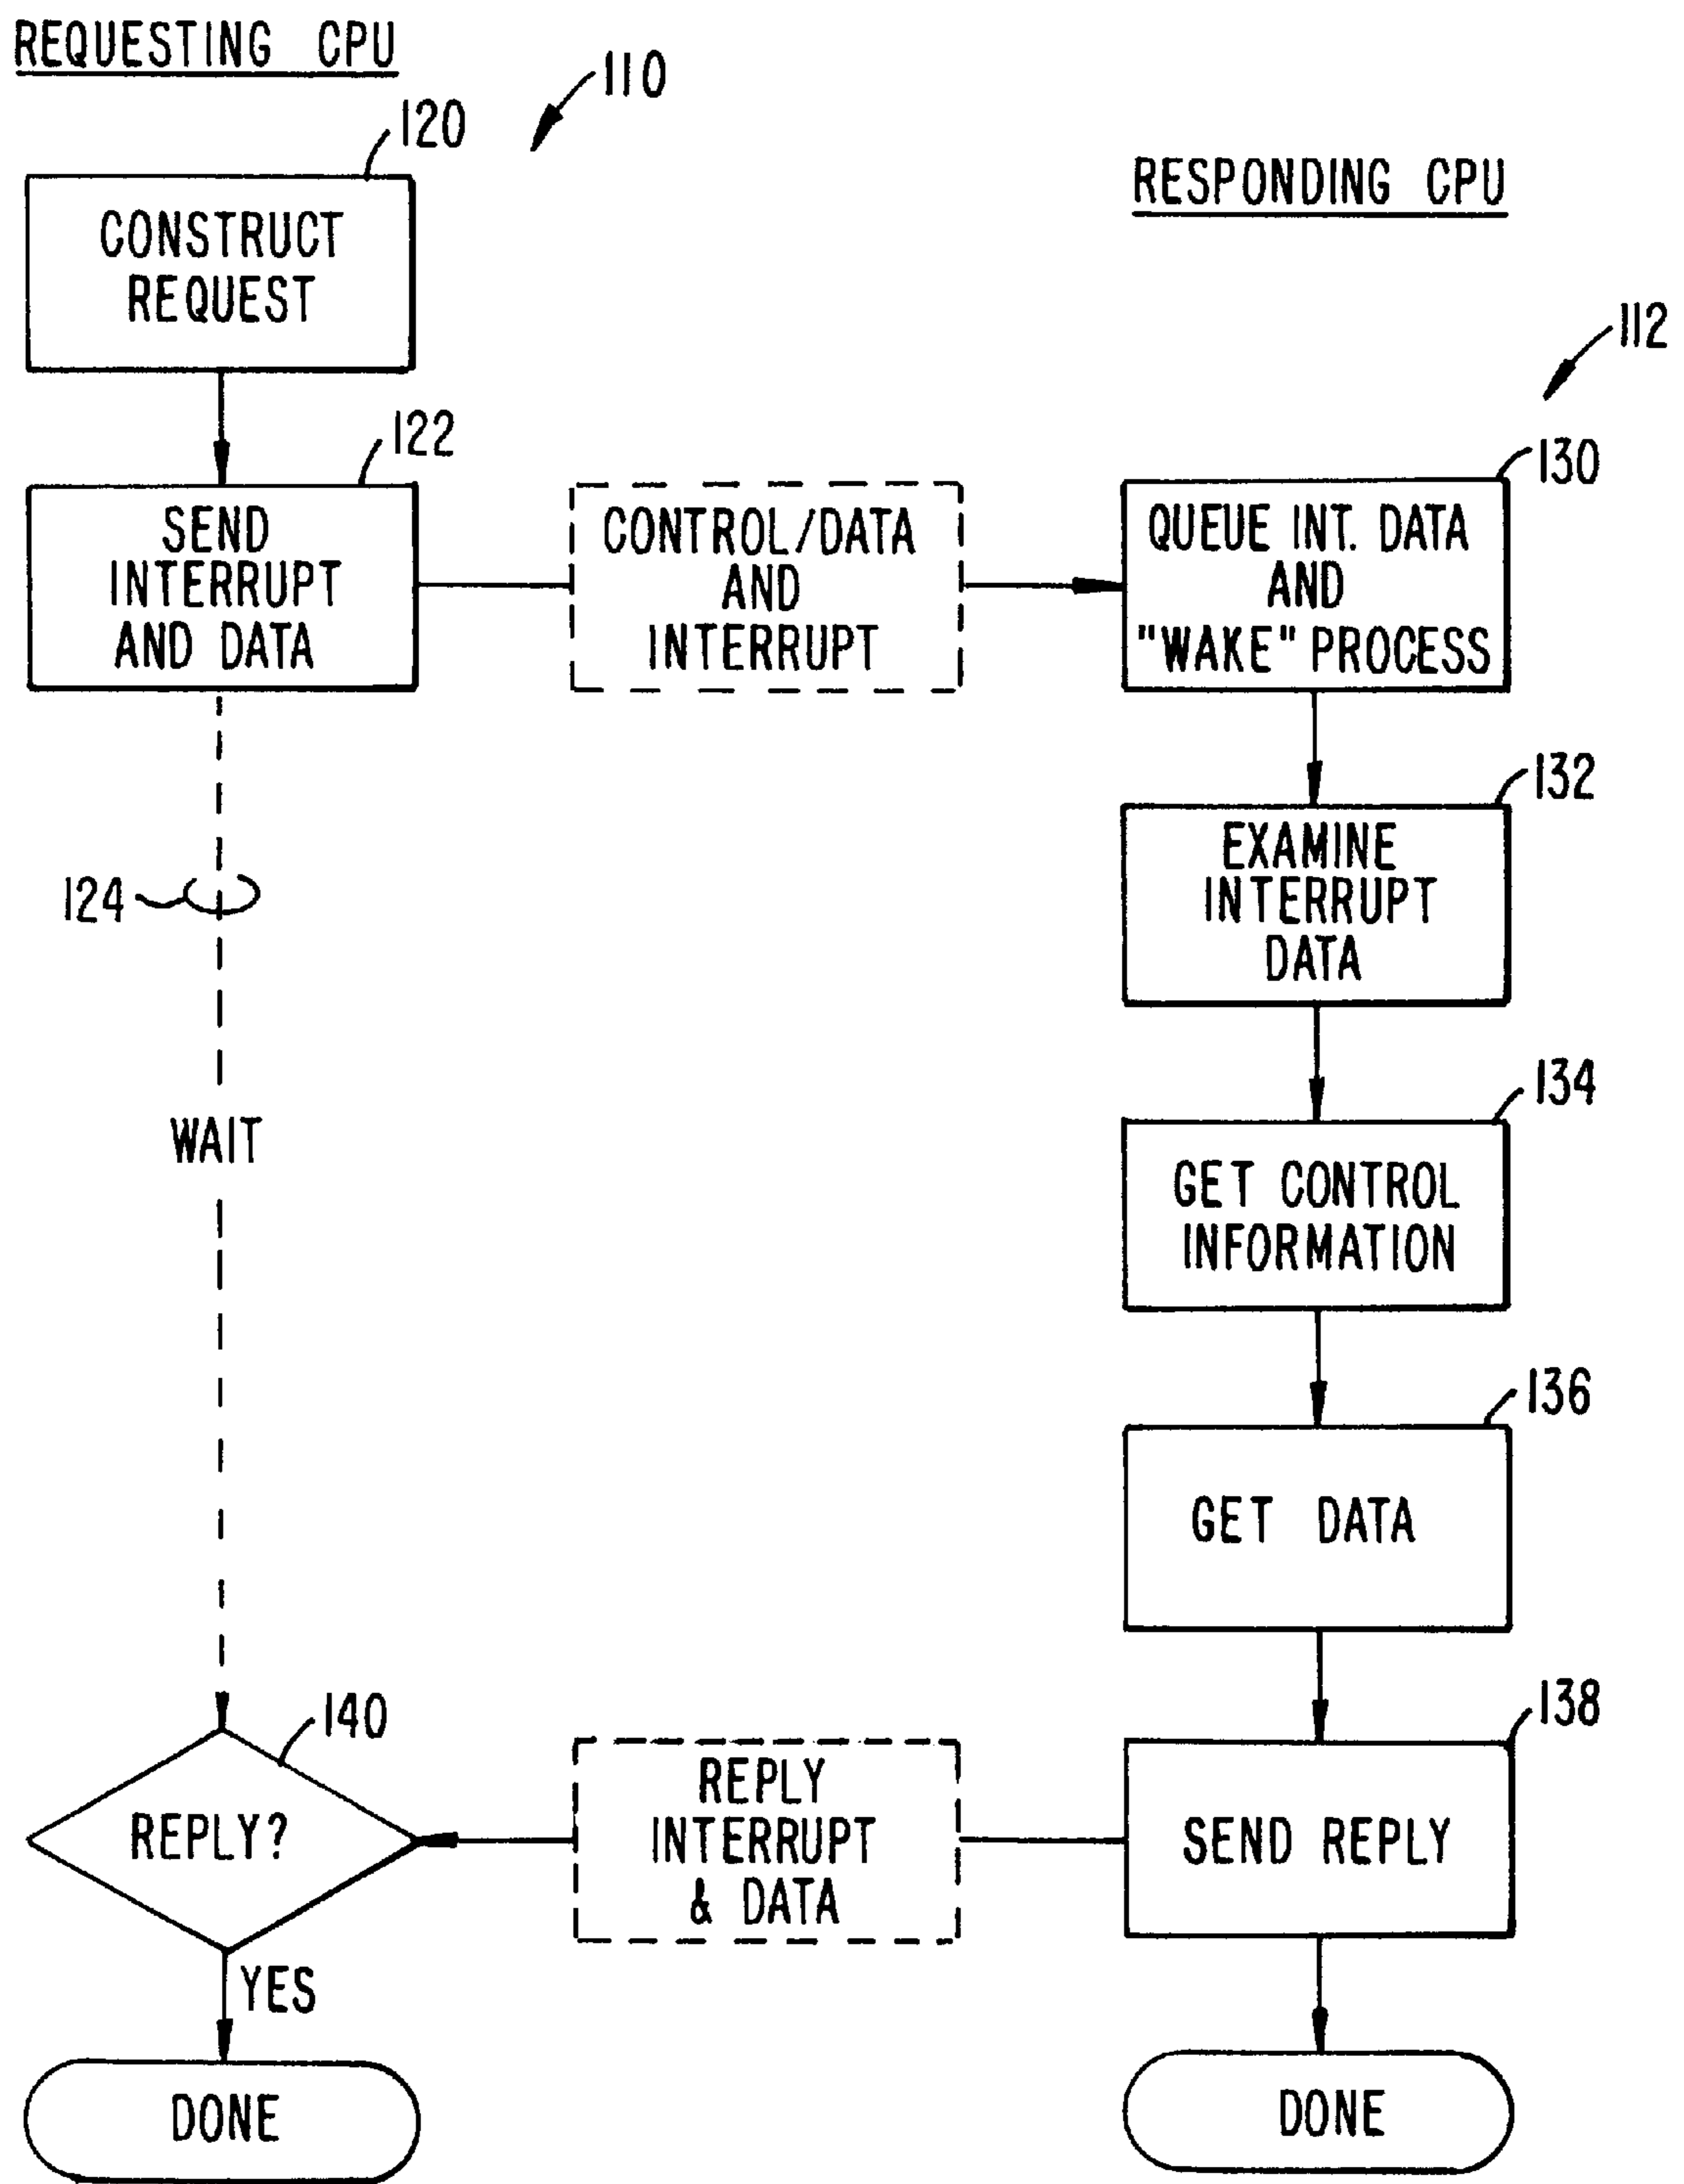 REQUESTING CPU
110
120
CONSTRUCT
REQUEST
RESPONDING CPU
112
122
SEND
INTERRUPT
AND DATA
CONTROL/DATA
AND
INTERRUPT
130
QUEUE INT. DATA
AND
"WAKE" PROCESS
132
EXAMINE
INTERRUPT
DATA
124
WAIT
134
GET CONTROL
INFORMATION
136
GET DATA
138
SEND REPLY
REPLY
INTERRUPT
& DATA
140
REPLY?
YES
DONE
DONE